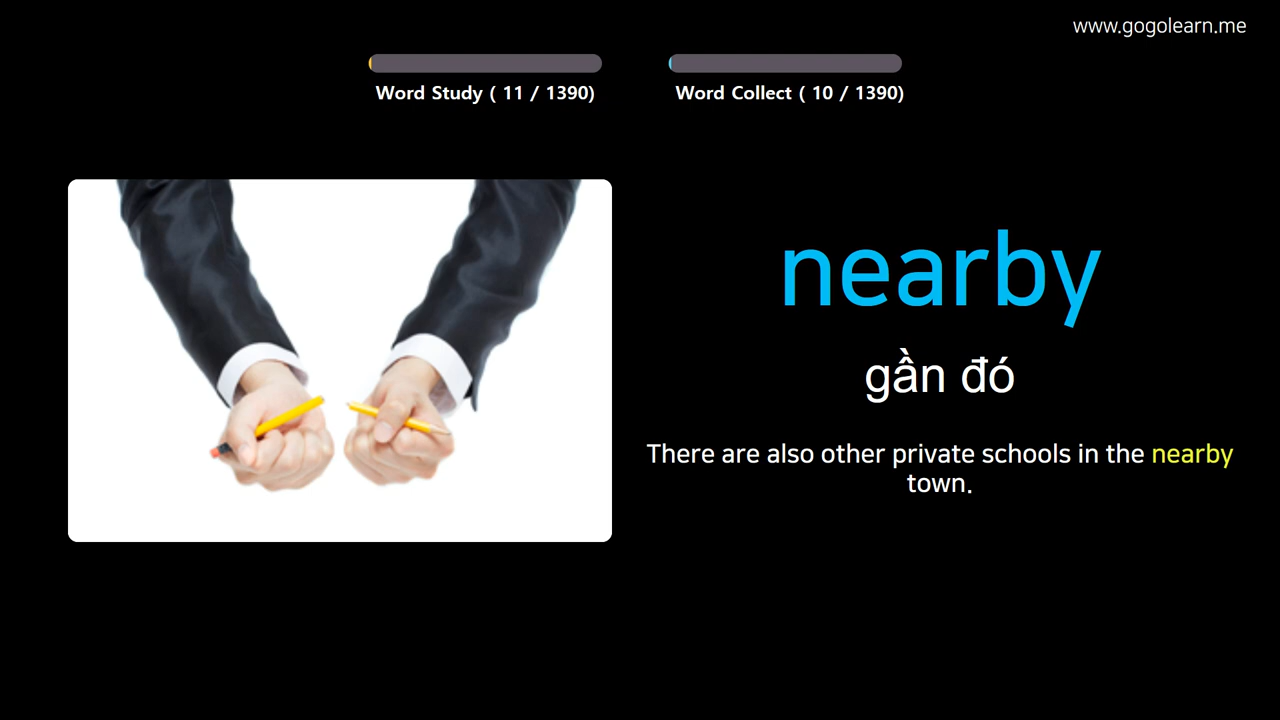 www.gogolearn.me
Word Study ( 11 / 1390)
Word Collect ( 10 / 1390)
nearby
gần đó
There are also other private schools in the nearby
town.